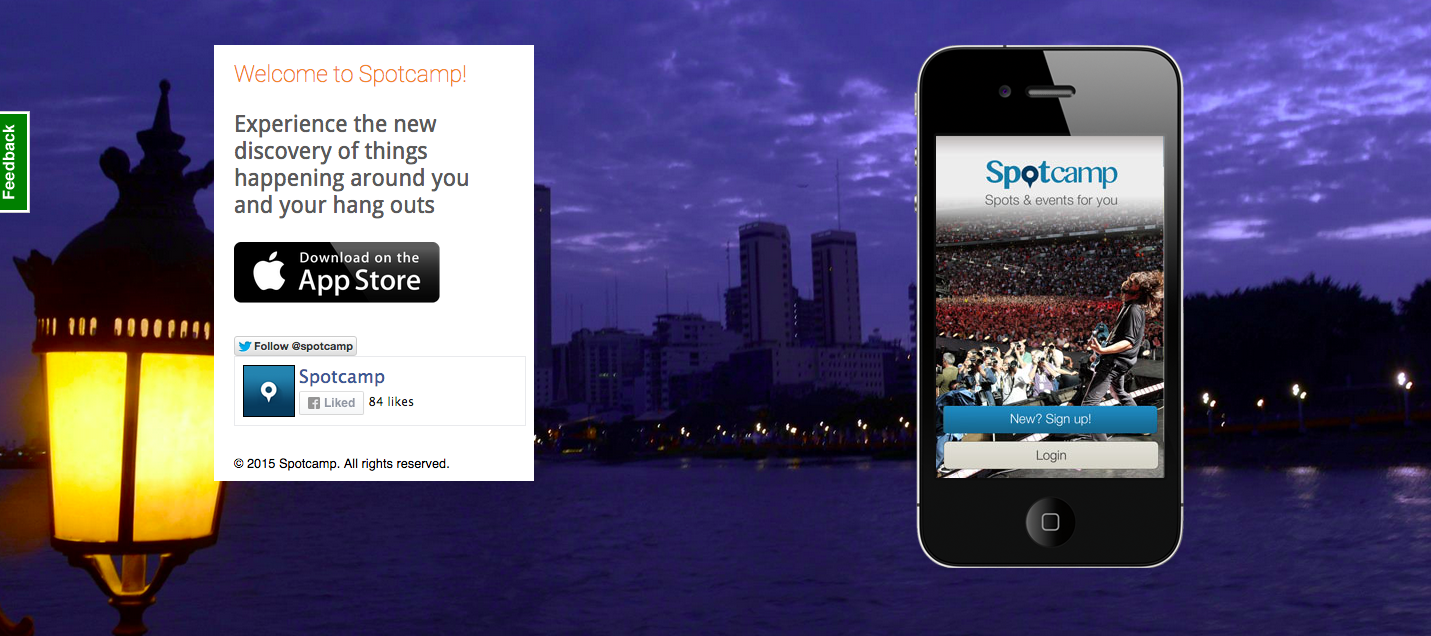 Feedback
Welcome to Spotcamp!
Experience the new
discovery of things
happening around you
and your hang outs
Download on the
App Store
Follow @spotcamp
Spotcamp
Liked
84 likes
© 2015 Spotcamp. All rights reserved.
Spotcamp
Spots & events for you
New? Sign up!
Login